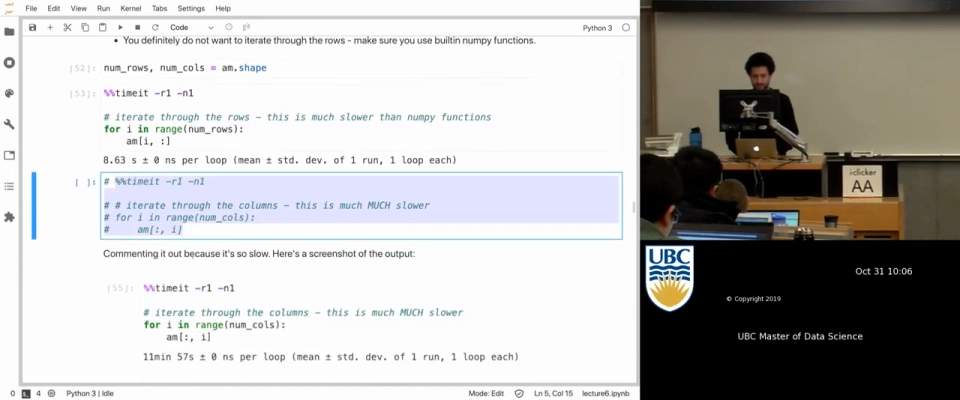 File Edit View Run Kernel Tabs Settings Help
Code Python 3
• You definitely do not want to iterate through the rows - make sure you use builtin numpy functions.
[52]: num_rows, num_cols = am.shape
[53]: %%timeit -r1 -n1
# iterate through the rows - this is much slower than numpy functions
for i in range(num_rows):
am[i, :]
8.63 s ± 0 ns per loop (mean ± std. dev. of 1 run, 1 loop each)
[ ]: # %%timeit -r1 -n1
# # iterate through the columns - this is much MUCH slower
# for i in range(num_cols):
# am[:, i]
Commenting it out because it's so slow. Here's a screenshot of the output:
[55]: %%timeit -r1 -n1
# iterate through the columns - this is much MUCH slower
for i in range(num_cols):
am[:, i]
11min 57s ± 0 ns per loop (mean ± std. dev. of 1 run, 1 loop each)
0 4 Python 3 | Idle Mode: Edit Ln 5, Col 15 lecture6.ipynb
iclicker
AA
UBC
Oct 31 10:06
© Copyright 2019
UBC Master of Data Science